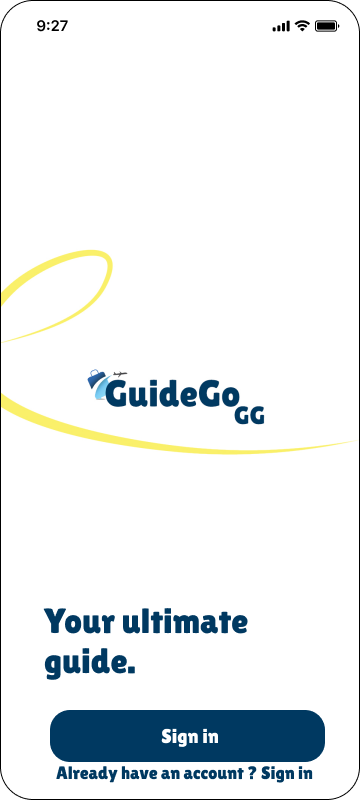 9:27
GuideGo
GG
Your ultimate
guide.
Sign in
Already have an account ? Sign in